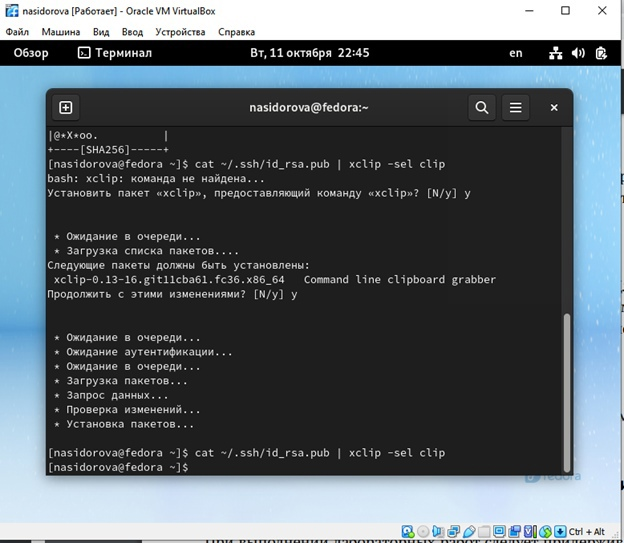 nasidorova [Работает] - Oracle VM VirtualBox
Файл Машина Вид Ввод Устройства Справка
Обзор Терминал Вт, 11 октября 22:45 en
nasidorova@fedora:~
|@*X*oo. |
+----[SHA256]-----+
[nasidorova@fedora ~]$ cat ~/.ssh/id_rsa.pub | xclip -sel clip
bash: xclip: команда не найдена...
Установить пакет «xclip», предоставляющий команду «xclip»? [N/y] y
* Ожидание в очереди...
* Загрузка списка пакетов....
Следующие пакеты должны быть установлены:
xclip-0.13-16.git11cba61.fc36.x86_64 Command line clipboard grabber
Продолжить с этими изменениями? [N/y] y
* Ожидание в очереди...
* Ожидание аутентификации...
* Ожидание в очереди...
* Загрузка пакетов...
* Запрос данных...
* Проверка изменений...
* Установка пакетов...
[nasidorova@fedora ~]$ cat ~/.ssh/id_rsa.pub | xclip -sel clip
[nasidorova@fedora ~]$
fedora
Ctrl + Alt